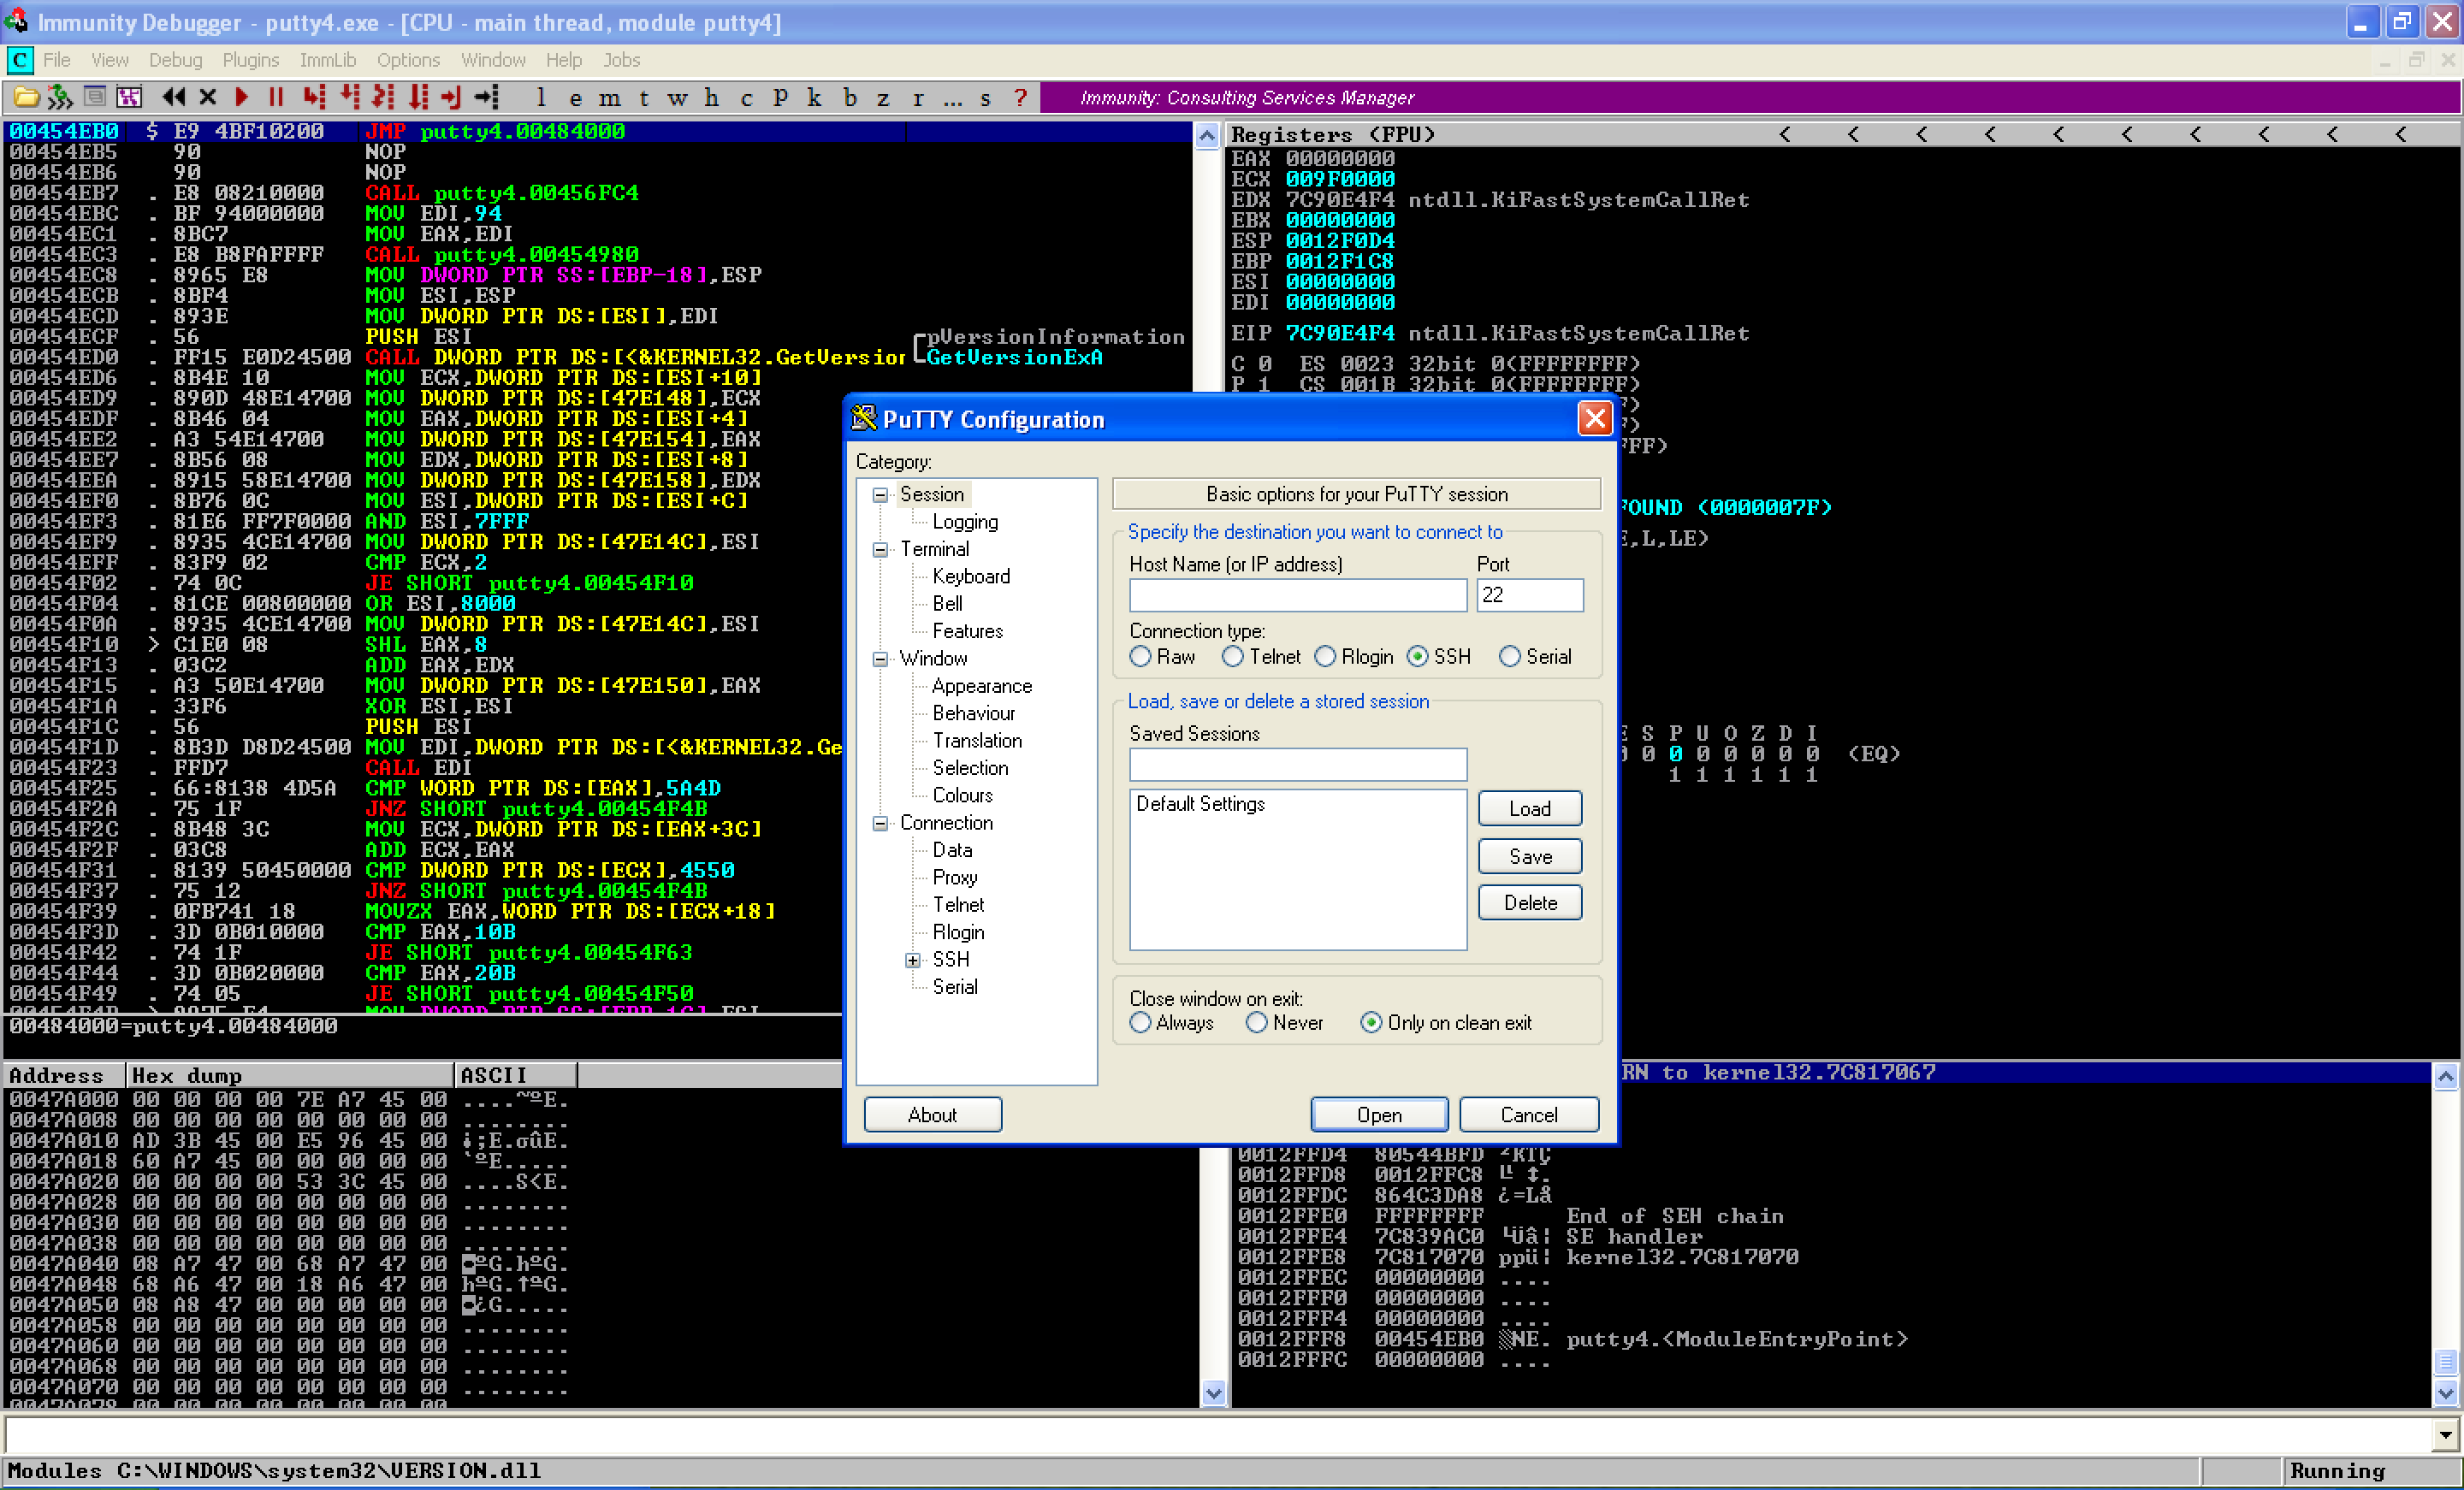 Immunity Debugger - putty4.exe - [CPU - main thread, module putty4]
C File View Debug Plugins ImmLib Options Window Help Jobs
l e m t w h c P k b z r ... s ? Immunity: Consulting Services Manager
00454EB0 $ E9 4BF10200 JMP putty4.00484000
00454EB5 90 NOP
00454EB6 90 NOP
00454EB7 . E8 08210000 CALL putty4.00456FC4
00454EBC . BF 94000000 MOV EDI,94
00454EC1 . 8BC7 MOV EAX,EDI
00454EC3 . E8 B8FAFFFF CALL putty4.00454980
00454EC8 . 8965 E8 MOV DWORD PTR SS:[EBP-18],ESP
00454ECB . 8BF4 MOV ESI,ESP
00454ECD . 893E MOV DWORD PTR DS:[ESI],EDI
00454ECF . 56 PUSH ESI pVersionInformation
00454ED0 . FF15 E0D24500 CALL DWORD PTR DS:[<&KERNEL32.GetVersion GetVersionExA
00454ED6 . 8B4E 10 MOV ECX,DWORD PTR DS:[ESI+10]
00454ED9 . 890D 48E14700 MOV DWORD PTR DS:[47E148],ECX
00454EDF . 8B46 04 MOV EAX,DWORD PTR DS:[ESI+4]
00454EE2 . A3 54E14700 MOV DWORD PTR DS:[47E154],EAX
00454EE7 . 8B56 08 MOV EDX,DWORD PTR DS:[ESI+8]
00454EEA . 8915 58E14700 MOV DWORD PTR DS:[47E158],EDX
00454EF0 . 8B76 0C MOV ESI,DWORD PTR DS:[ESI+C]
00454EF3 . 81E6 FF7F0000 AND ESI,7FFF
00454EF9 . 8935 4CE14700 MOV DWORD PTR DS:[47E14C],ESI
00454EFF . 83F9 02 CMP ECX,2
00454F02 . 74 0C JE SHORT putty4.00454F10
00454F04 . 81CE 00800000 OR ESI,8000
00454F0A . 8935 4CE14700 MOV DWORD PTR DS:[47E14C],ESI
00454F10 > C1E0 08 SHL EAX,8
00454F13 . 03C2 ADD EAX,EDX
00454F15 . A3 50E14700 MOV DWORD PTR DS:[47E150],EAX
00454F1A . 33F6 XOR ESI,ESI
00454F1C . 56 PUSH ESI
00454F1D . 8B3D D8D24500 MOV EDI,DWORD PTR DS:[<&KERNEL32.Ge
00454F23 . FFD7 CALL EDI
00454F25 . 66:8138 4D5A CMP WORD PTR DS:[EAX],5A4D
00454F2A . 75 1F JNZ SHORT putty4.00454F4B
00454F2C . 8B48 3C MOV ECX,DWORD PTR DS:[EAX+3C]
00454F2F . 03C8 ADD ECX,EAX
00454F31 . 8139 50450000 CMP DWORD PTR DS:[ECX],4550
00454F37 . 75 12 JNZ SHORT putty4.00454F4B
00454F39 . 0FB741 18 MOVZX EAX,WORD PTR DS:[ECX+18]
00454F3D . 3D 0B010000 CMP EAX,10B
00454F42 . 74 1F JE SHORT putty4.00454F63
00454F44 . 3D 0B020000 CMP EAX,20B
00454F49 . 74 05 JE SHORT putty4.00454F50
00484000=putty4.00484000
Registers (FPU) < < < < < < < < < <
EAX 00000000
ECX 009F0000
EDX 7C90E4F4 ntdll.KiFastSystemCallRet
EBX 00000000
ESP 0012F0D4
EBP 0012F1C8
ESI 00000000
EDI 00000000
EIP 7C90E4F4 ntdll.KiFastSystemCallRet
C 0 ES 0023 32bit 0(FFFFFFFF)
P 1 CS 001B 32bit 0(FFFFFFFF)
F)
F)
FFF)
FOUND (0000007F)
E,L,LE)
E S P U O Z D I
0 0 0 0 0 0 0 0 (EQ)
1 1 1 1 1 1
PuTTY Configuration
Category:
Session
Logging
Terminal
Keyboard
Bell
Features
Window
Appearance
Behaviour
Translation
Selection
Colours
Connection
Data
Proxy
Telnet
Rlogin
SSH
Serial
Basic options for your PuTTY session
Specify the destination you want to connect to
Host Name (or IP address) Port
22
Connection type:
Raw Telnet Rlogin SSH Serial
Load, save or delete a stored session
Saved Sessions
Default Settings
Load
Save
Delete
Close window on exit:
Always Never Only on clean exit
About Open Cancel
Address Hex dump ASCII
0047A000 00 00 00 00 7E A7 45 00 ....~ºE.
0047A008 00 00 00 00 00 00 00 00 ........
0047A010 AD 3B 45 00 E5 96 45 00 ¡;E.σûE.
0047A018 60 A7 45 00 00 00 00 00 `ºE.....
0047A020 00 00 00 00 53 3C 45 00 ....S<E.
0047A028 00 00 00 00 00 00 00 00 ........
0047A030 00 00 00 00 00 00 00 00 ........
0047A038 00 00 00 00 00 00 00 00 ........
0047A040 08 A7 47 00 68 A7 47 00 ◘ºG.hºG.
0047A048 68 A6 47 00 18 A6 47 00 hªG.↑ªG.
0047A050 08 A8 47 00 00 00 00 00 ◘¿G.....
0047A058 00 00 00 00 00 00 00 00 ........
0047A060 00 00 00 00 00 00 00 00 ........
0047A068 00 00 00 00 00 00 00 00 ........
0047A070 00 00 00 00 00 00 00 00 ........
RN to kernel32.7C817067
0012FFD4 80544BFD ²KTÇ
0012FFD8 0012FFC8 ╚ ↕.
0012FFDC 864C3DA8 ¿=Lå
0012FFE0 FFFFFFFF End of SEH chain
0012FFE4 7C839AC0 └Üâ¦ SE handler
0012FFE8 7C817070 ppü¦ kernel32.7C817070
0012FFEC 00000000 ....
0012FFF0 00000000 ....
0012FFF4 00000000 ....
0012FFF8 00454EB0 ░NE. putty4.<ModuleEntryPoint>
0012FFFC 00000000 ....
Modules C:\WINDOWS\system32\VERSION.dll Running